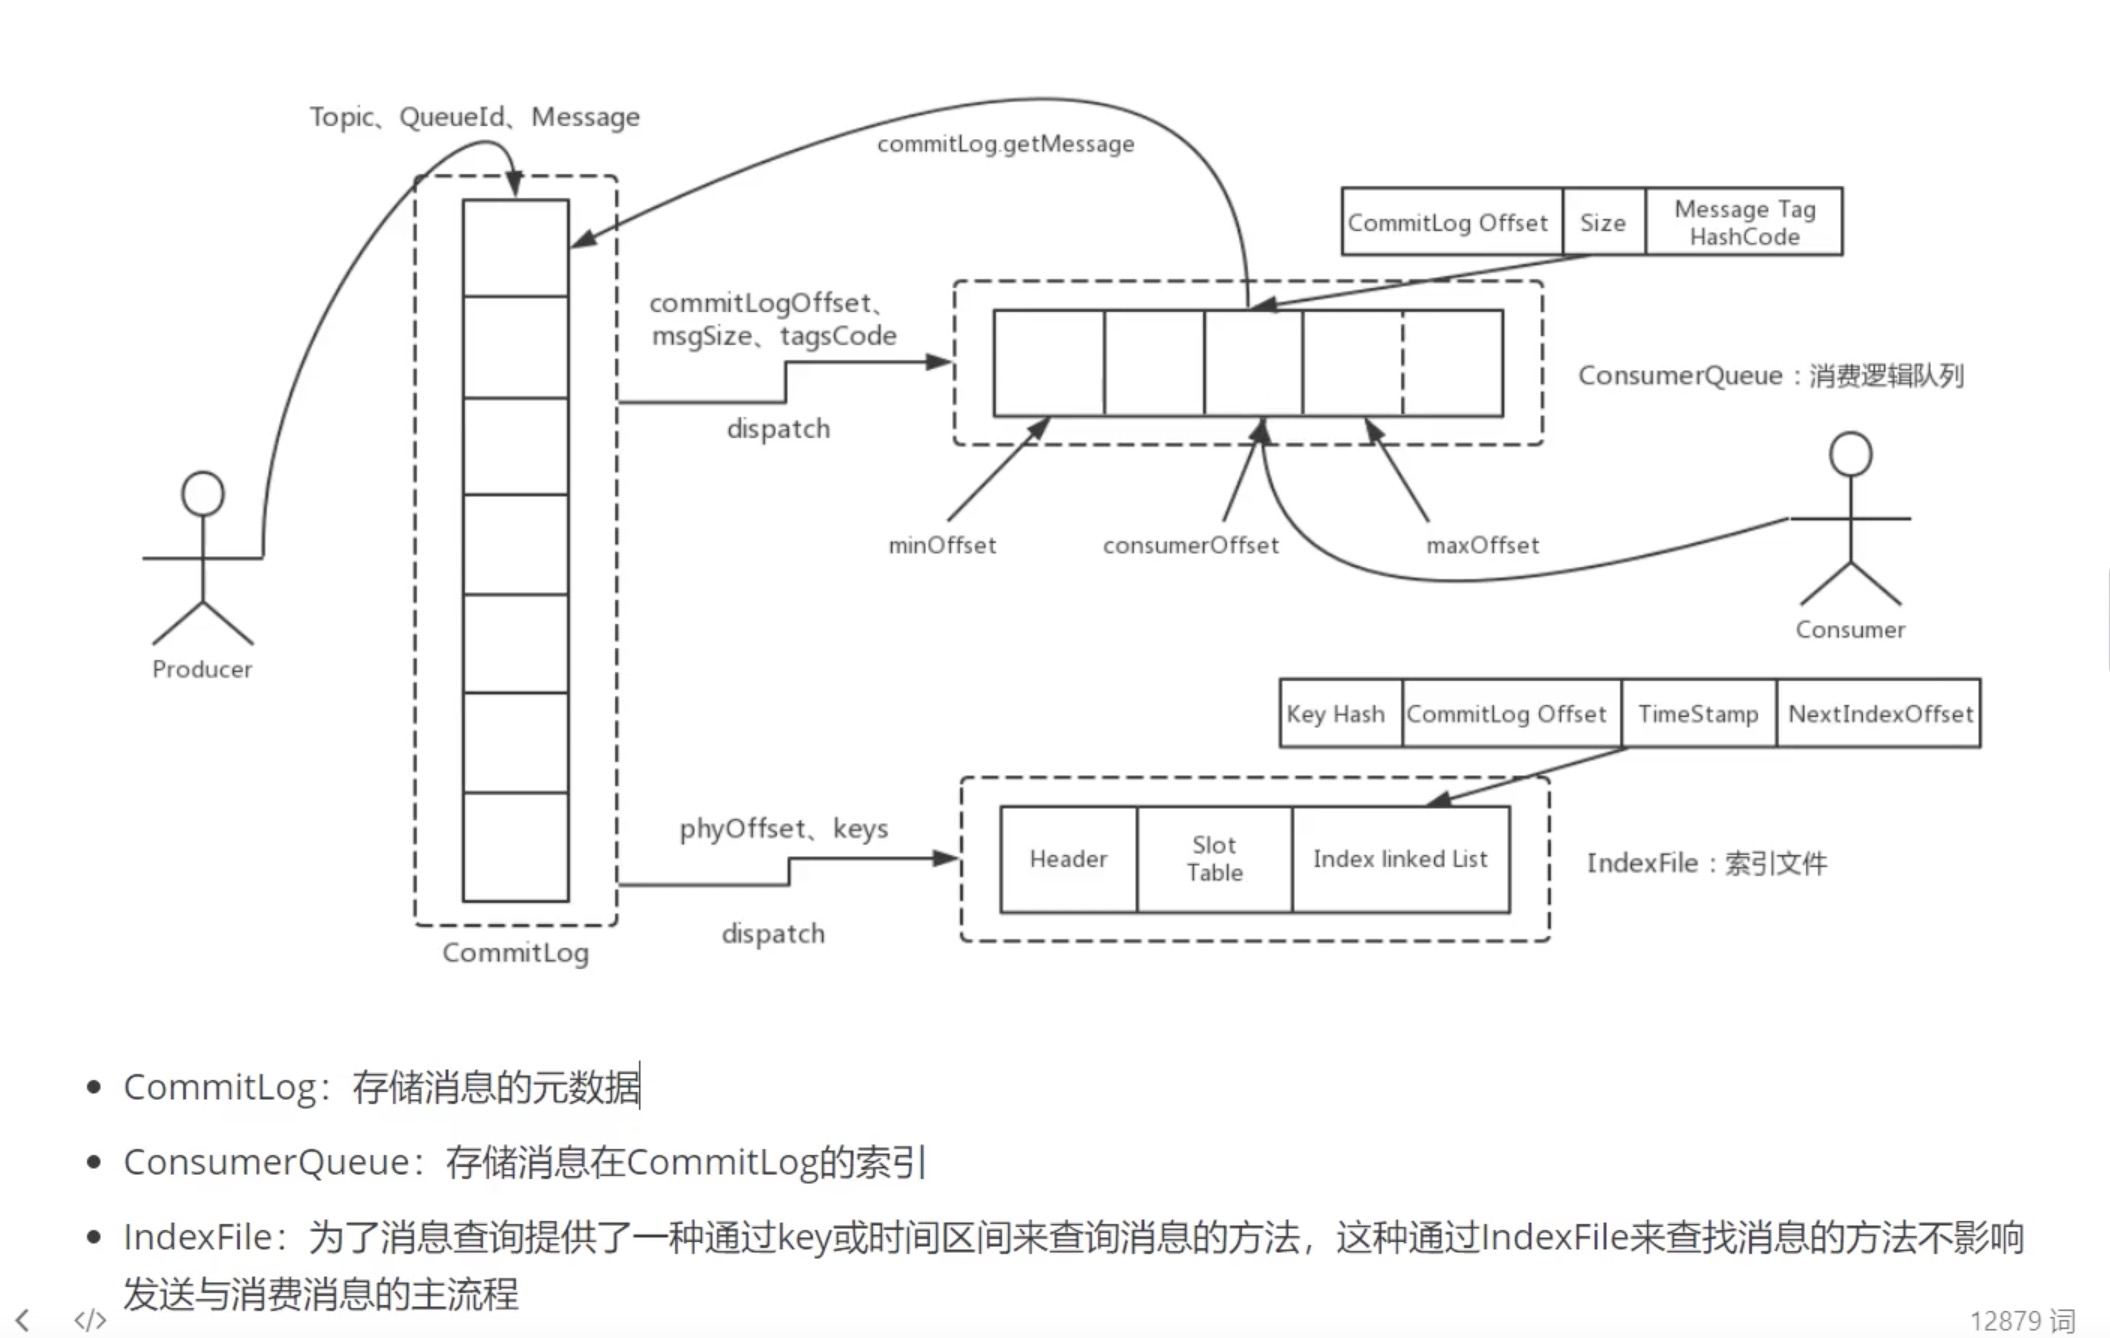 Topic、QueueId、Message
commitLog.getMessage
CommitLog Offset
Size
Message Tag
HashCode
commitLogOffset、
msgSize、tagsCode
dispatch
ConsumerQueue：消费逻辑队列
minOffset
consumerOffset
maxOffset
Producer
Consumer
Key Hash
CommitLog Offset
TimeStamp
NextIndexOffset
phyOffset、keys
dispatch
Header
Slot
Table
Index linked List
IndexFile：索引文件
CommitLog
CommitLog：存储消息的元数据
ConsumerQueue：存储消息在CommitLog的索引
IndexFile：为了消息查询提供了一种通过key或时间区间来查询消息的方法，这种通过IndexFile来查找消息的方法不影响
发送与消费消息的主流程
</>
12879 词